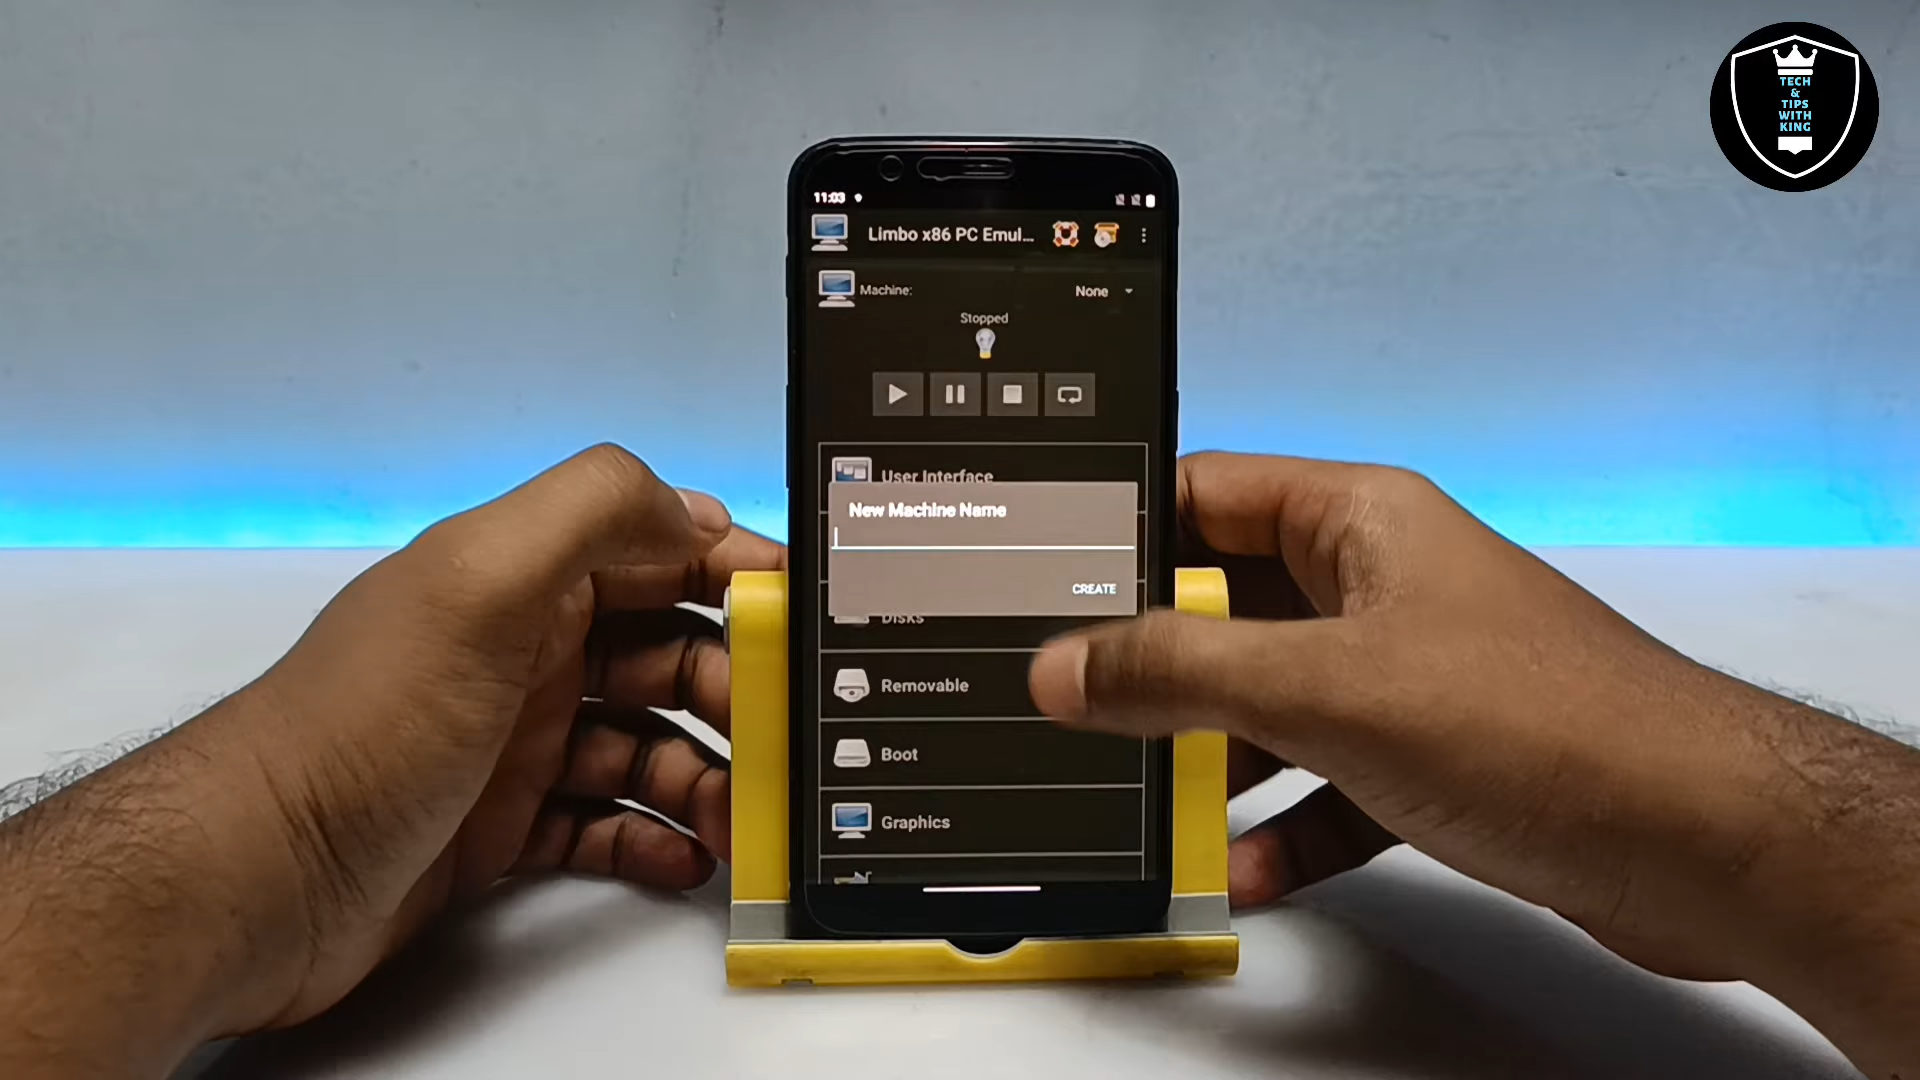 TECH
&
TIPS
WITH
KING
11:03
Limbo x86 PC Emul...
Machine:
None
Stopped
User Interface
New Machine Name
CREATE
Disks
Removable
Boot
Graphics